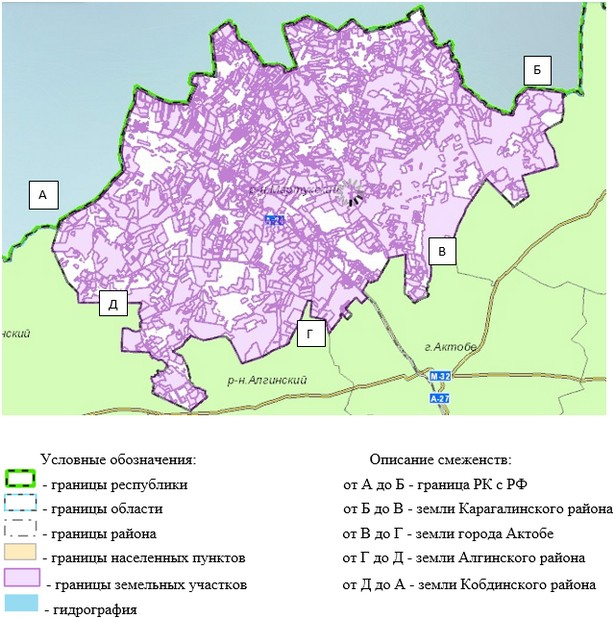 Б
А
р-н.Мартукский
А-24
В
Д
Г
нский
г.Актобе
р-н.Алгинский
М-32
А-27
Условные обозначения:
- границы республики
- границы области
- границы района
- границы населенных пунктов
- границы земельных участков
- гидрография
Описание смеженств:
от А до Б - граница РК с РФ
от Б до В - земли Карагалинского района
от В до Г - земли города Актобе
от Г до Д - земли Алгинского района
от Д до А - земли Кобдинского района